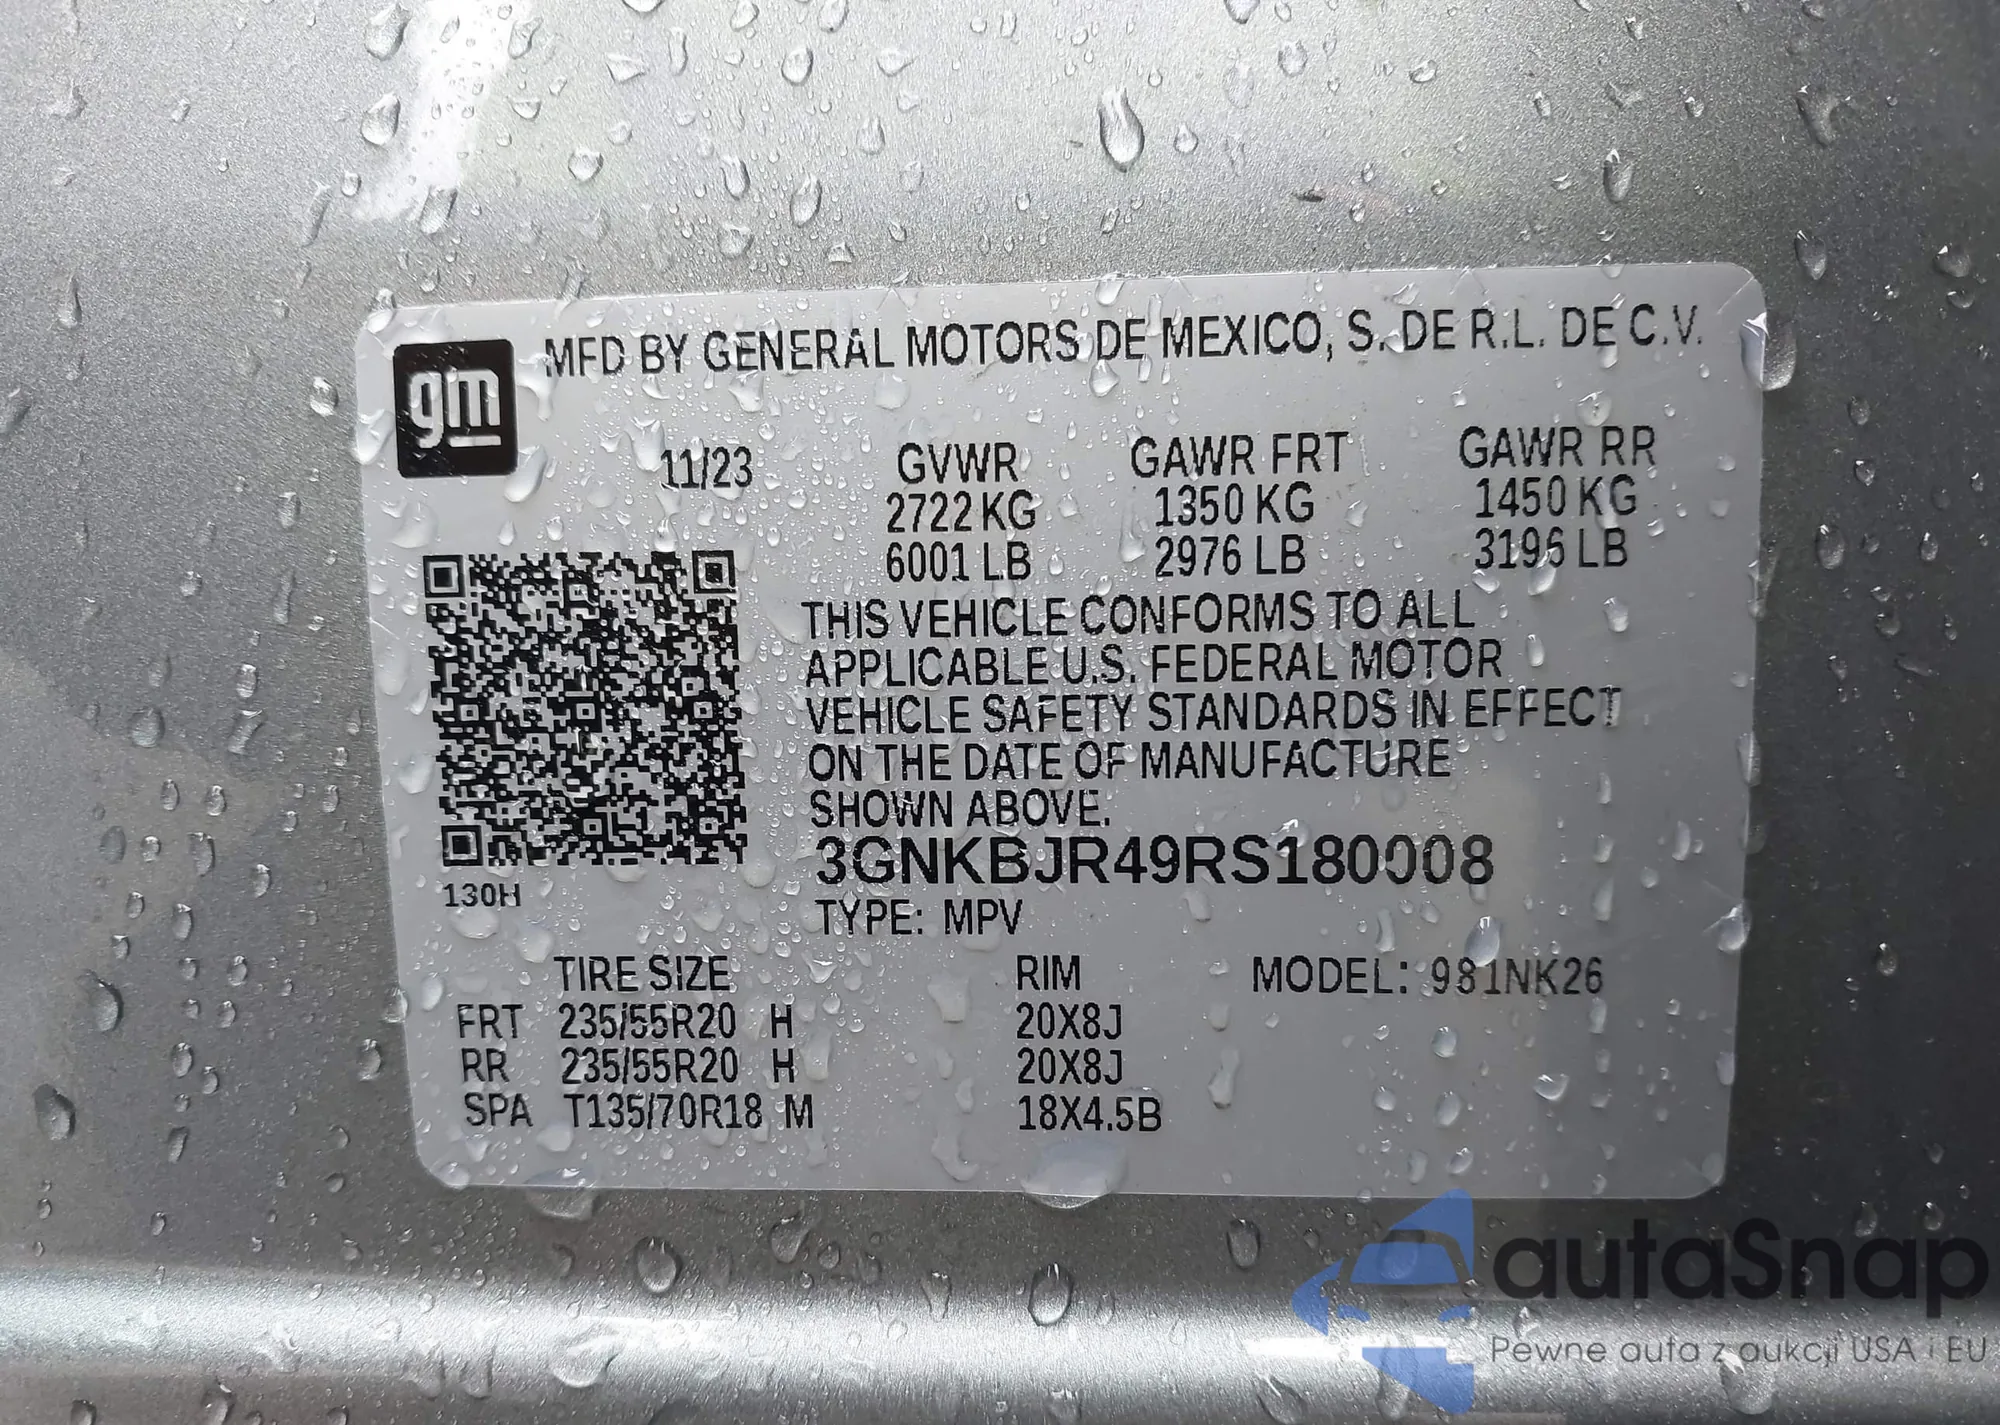 gm
MFD BY GENERAL MOTORS DE MEXICO, S. DE R.L. DE C.V.
11/23 GVWR GAWR FRT GAWR RR
2722 KG 1350 KG 1450 KG
6001 LB 2976 LB 3196 LB
THIS VEHICLE CONFORMS TO ALL
APPLICABLE U.S. FEDERAL MOTOR
VEHICLE SAFETY STANDARDS IN EFFECT
ON THE DATE OF MANUFACTURE
SHOWN ABOVE.
3GNKBJR49RS180008
130H
TYPE: MPV
TIRE SIZE RIM MODEL: 981NK26
FRT 235/55R20 H 20X8J
RR 235/55R20 H 20X8J
SPA T135/70R18 M 18X4.5B
autaSnap
Pewne auta z aukcji USA i EU